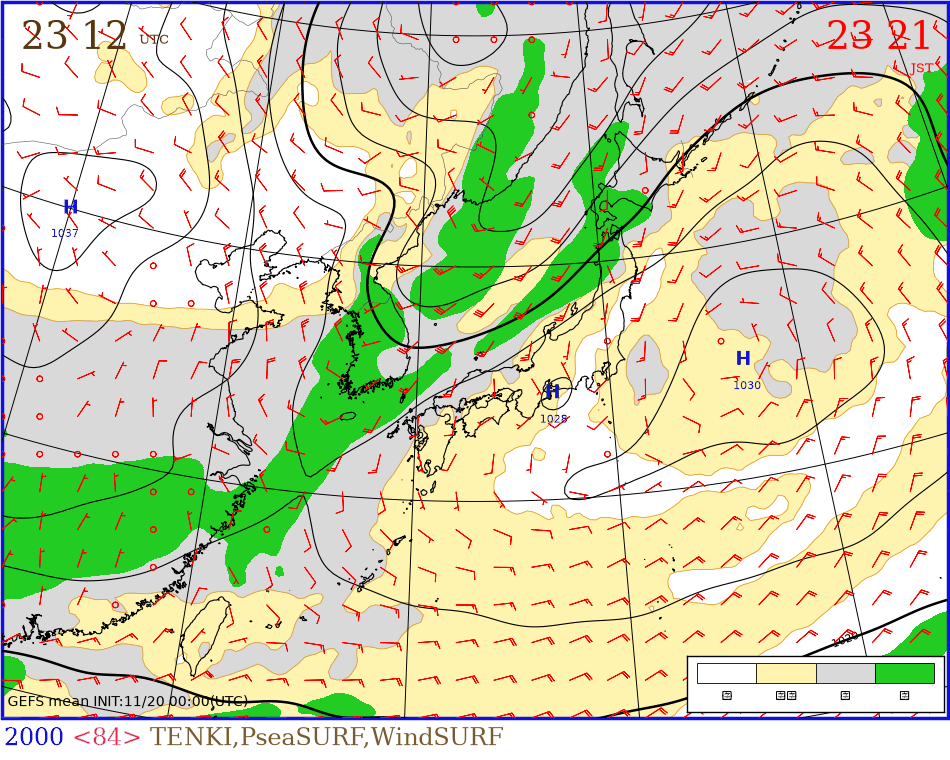 23 12 UTC
23 21
JST
H
1037
H
1030
H
1028
1020
GEFS mean INIT:11/20 00:00(UTC)
2000 <84> TENKI,PseaSURF,WindSURF